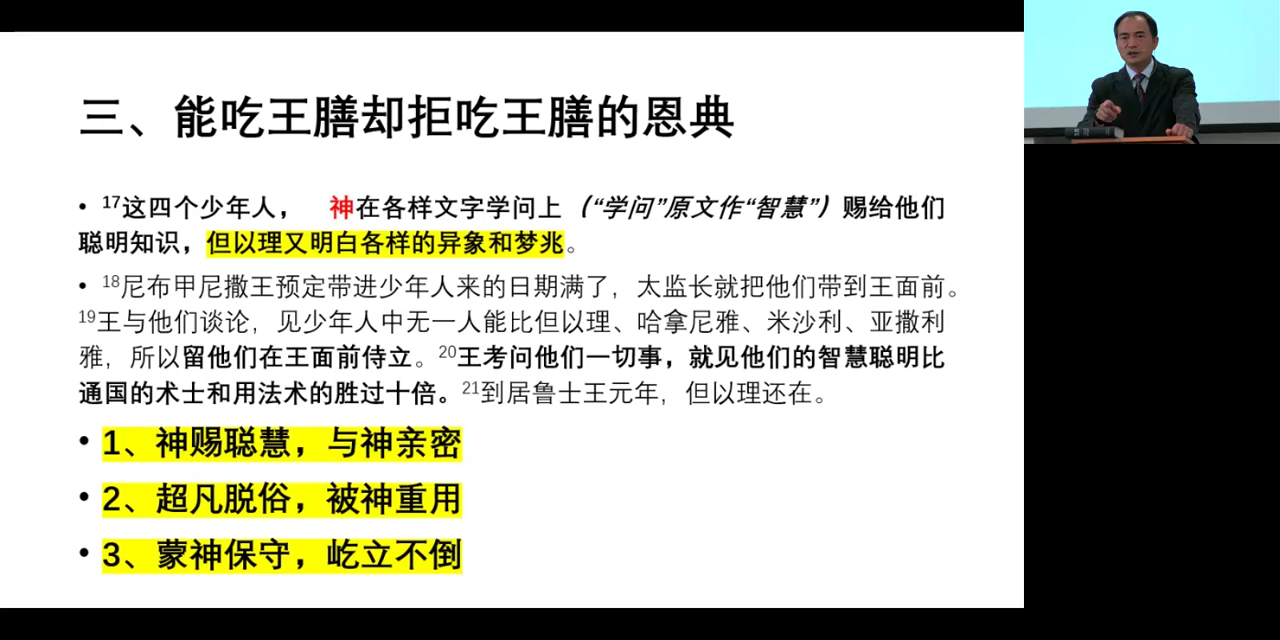 三、能吃王膳却拒吃王膳的恩典
• 17这四个少年人，　神在各样文字学问上（“学问”原文作“智慧”）赐给他们
聪明知识，但以理又明白各样的异象和梦兆。
• 18尼布甲尼撒王预定带进少年人来的日期满了，太监长就把他们带到王面前。
19王与他们谈论，见少年人中无一人能比但以理、哈拿尼雅、米沙利、亚撒利
雅，所以留他们在王面前侍立。20王考问他们一切事，就见他们的智慧聪明比
通国的术士和用法术的胜过十倍。21到居鲁士王元年，但以理还在。
• 1、神赐聪慧，与神亲密
• 2、超凡脱俗，被神重用
• 3、蒙神保守，屹立不倒